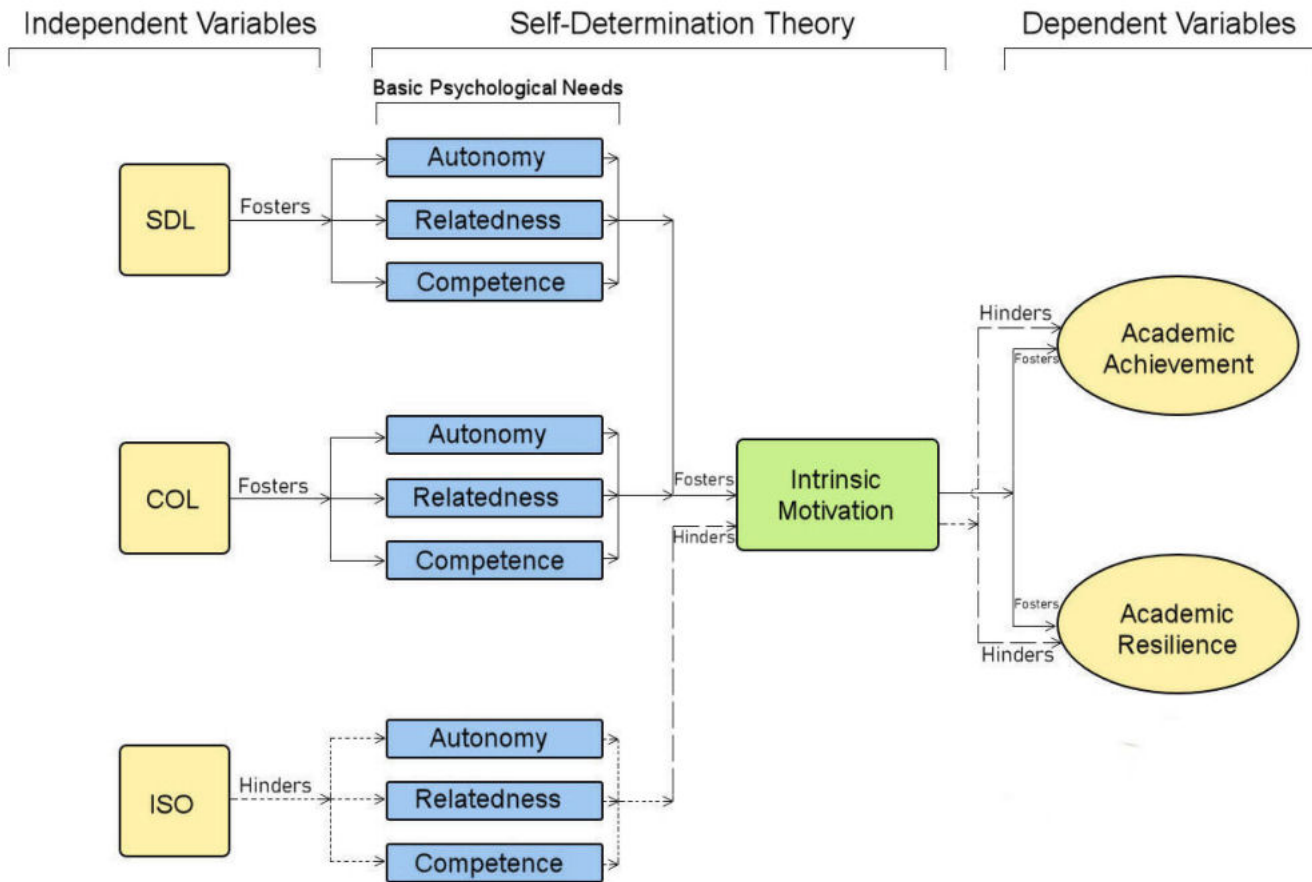 Independent Variables
Self-Determination Theory
Dependent Variables
Basic Psychological Needs
SDL
Fosters
Autonomy
Relatedness
Competence
COL
Fosters
Autonomy
Relatedness
Competence
ISO
Hinders
Autonomy
Relatedness
Competence
Fosters
Hinders
Intrinsic
Motivation
Hinders
Fosters
Academic
Achievement
Fosters
Hinders
Academic
Resilience